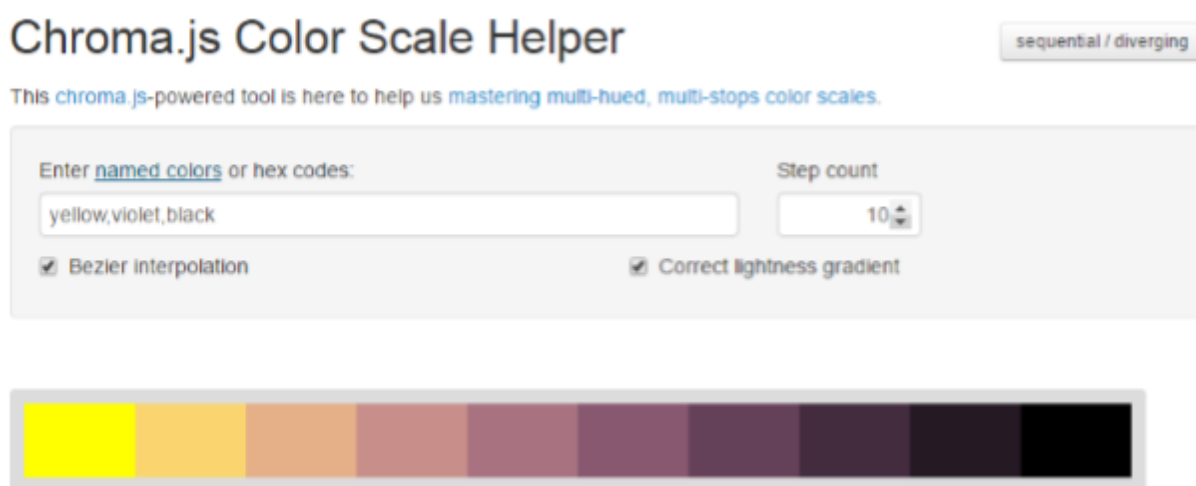 Chroma.js Color Scale Helper
sequential / diverging
This chroma.js-powered tool is here to help us mastering multi-hued, multi-stops color scales.
Enter named colors or hex codes:
Step count
yellow,violet,black
10
Bezier interpolation
Correct lightness gradient